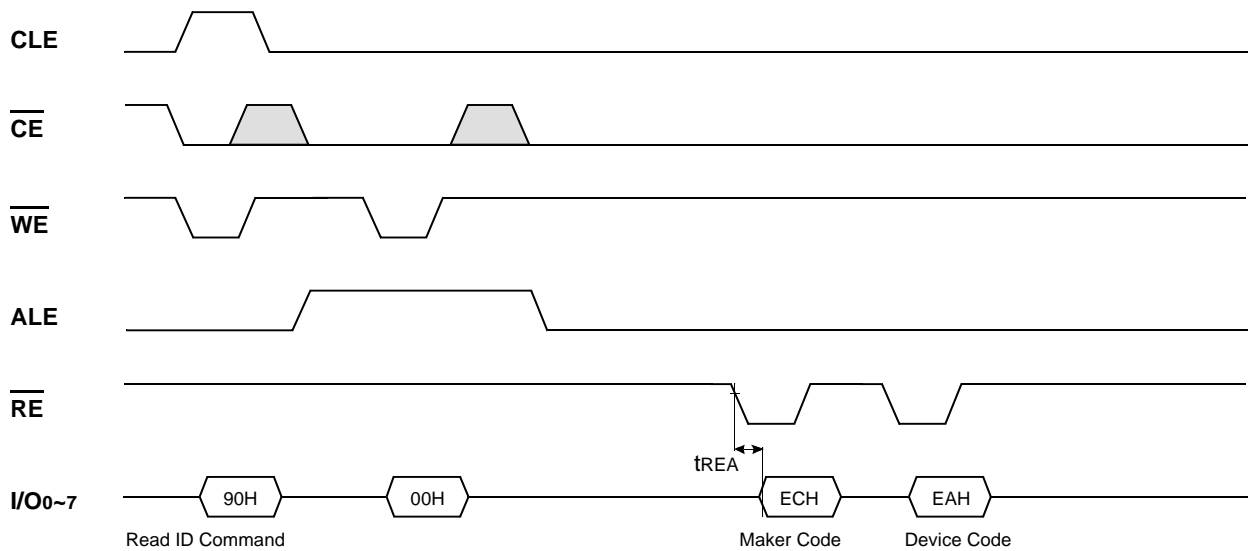 CLE
CE
WE
ALE
RE
tREA
I/O0~7 90H 00H ECH EAH
Read ID Command Maker Code Device Code